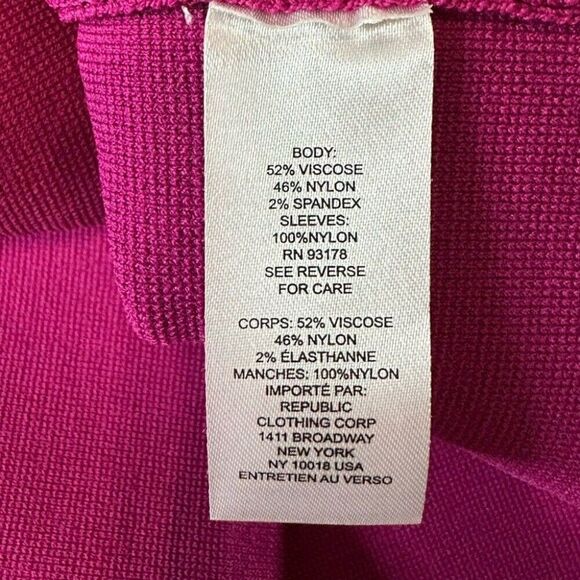 BODY:
52% VISCOSE
46% NYLON
2% SPANDEX
SLEEVES:
100%NYLON
RN 93178
SEE REVERSE
FOR CARE
CORPS: 52% VISCOSE
46% NYLON
2% ÉLASTHANNE
MANCHES: 100%NYLON
IMPORTÉ PAR:
REPUBLIC
CLOTHING CORP
1411 BROADWAY
NEW YORK
NY 10018 USA
ENTRETIEN AU VERSO